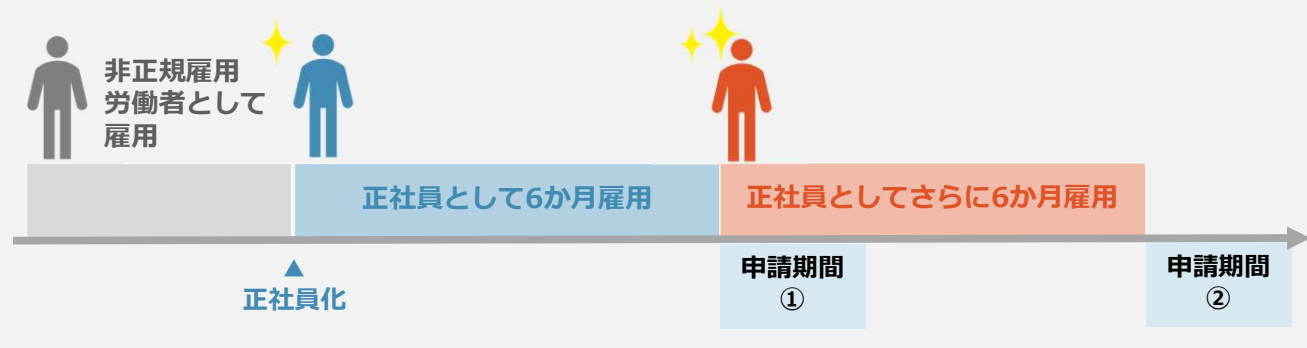 非正規雇用
労働者として
雇用
正社員として6か月雇用
正社員としてさらに6か月雇用
▲
正社員化
申請期間
①
申請期間
②